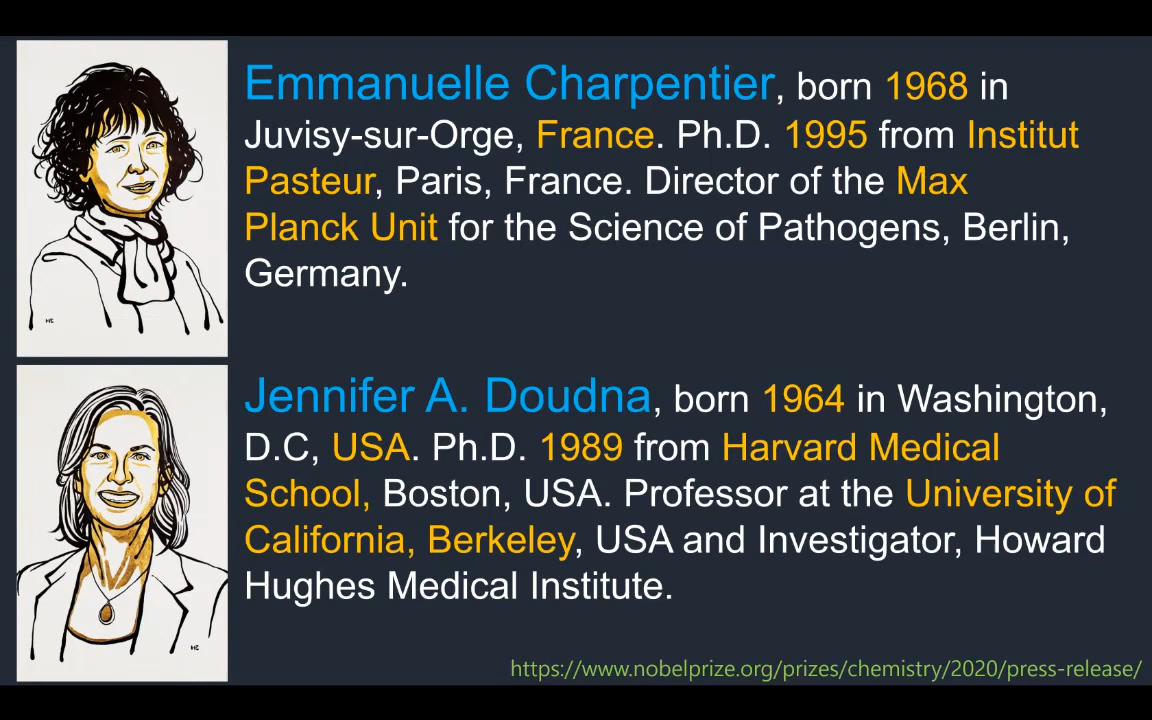 Emmanuelle Charpentier, born 1968 in
Juvisy-sur-Orge, France. Ph.D. 1995 from Institut
Pasteur, Paris, France. Director of the Max
Planck Unit for the Science of Pathogens, Berlin,
Germany.
Jennifer A. Doudna, born 1964 in Washington,
D.C, USA. Ph.D. 1989 from Harvard Medical
School, Boston, USA. Professor at the University of
California, Berkeley, USA and Investigator, Howard
Hughes Medical Institute.
https://www.nobelprize.org/prizes/chemistry/2020/press-release/